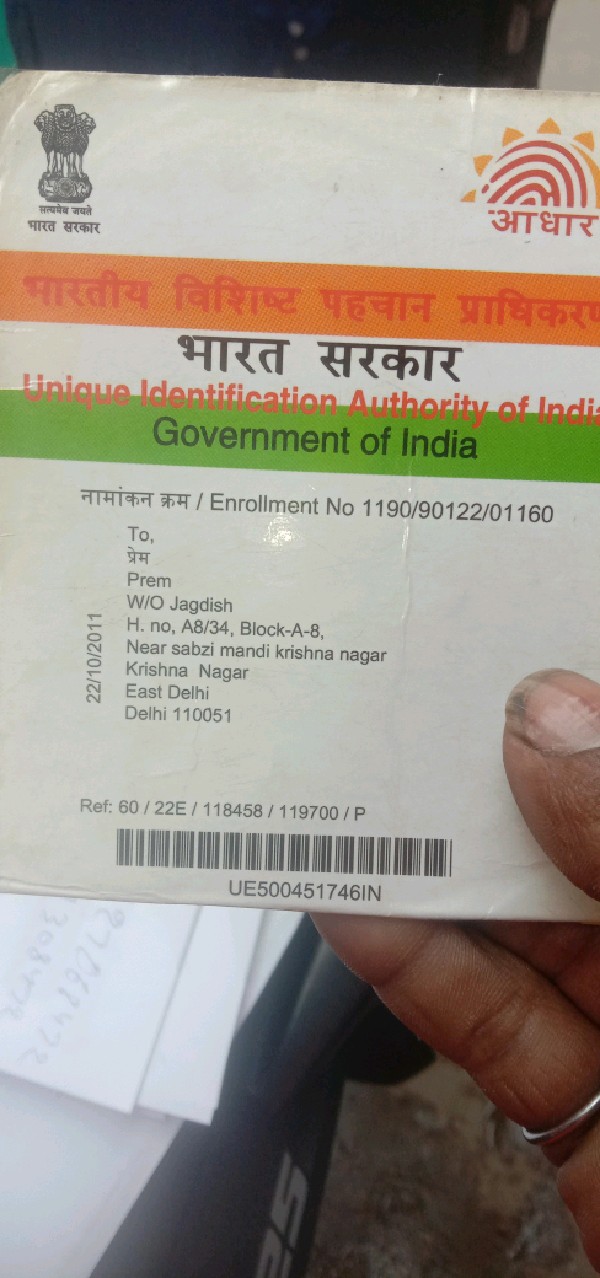 सत्यमेव जयते
भारत सरकार
आधार
भारतीय विशिष्ट पहचान प्राधिकरण
भारत सरकार
Unique Identification Authority of India
Government of India
नामांकन क्रम / Enrollment No 1190/90122/01160
To,
प्रेम
Prem
W/O Jagdish
H. no, A8/34, Block-A-8,
Near sabzi mandi krishna nagar
Krishna Nagar
East Delhi
Delhi 110051
22/10/2011
Ref: 60 / 22E / 118458 / 119700 / P
UE500451746IN